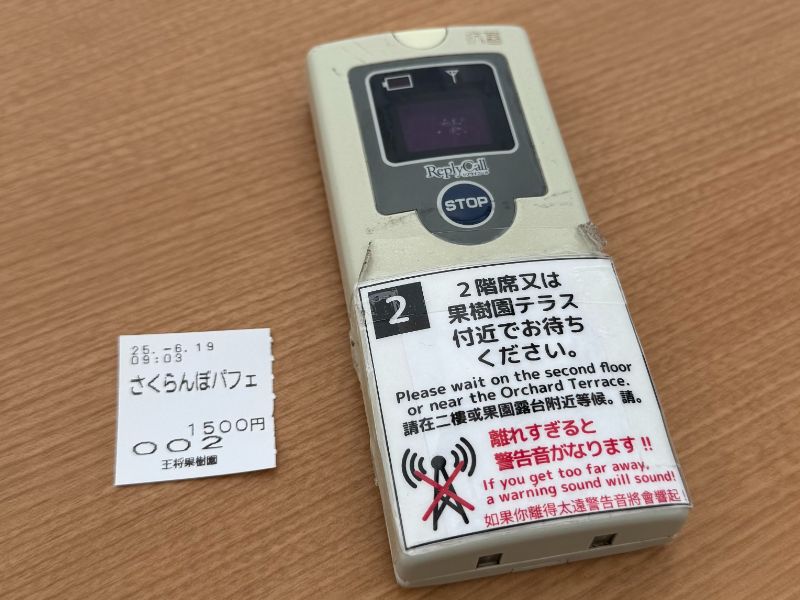 25.-6.19
09:03
さくらんぼパフェ
1500円
002
王将果樹園
抗菌
ReplyCall
STOP
2
2階席又は
果樹園テラス
付近でお待ち
ください。
Please wait on the second floor
or near the Orchard Terrace.
請在二樓或果園露台附近等候。請。
離れすぎると
警告音がなります!!
If you get too far away,
a warning sound will sound!
如果你離得太遠警告音將會響起